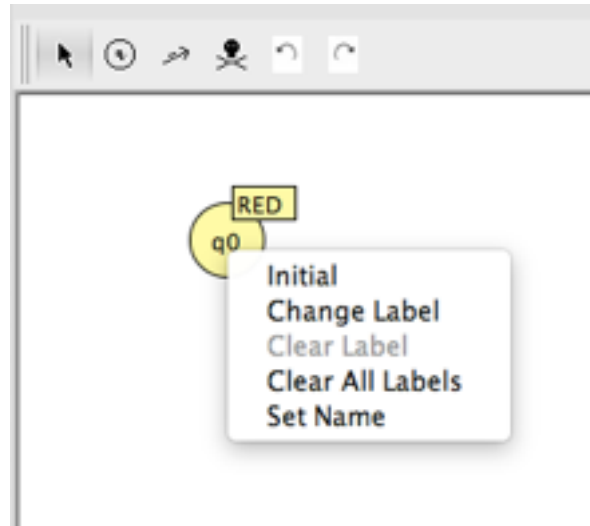 RED
q0
Initial
Change Label
Clear Label
Clear All Labels
Set Name